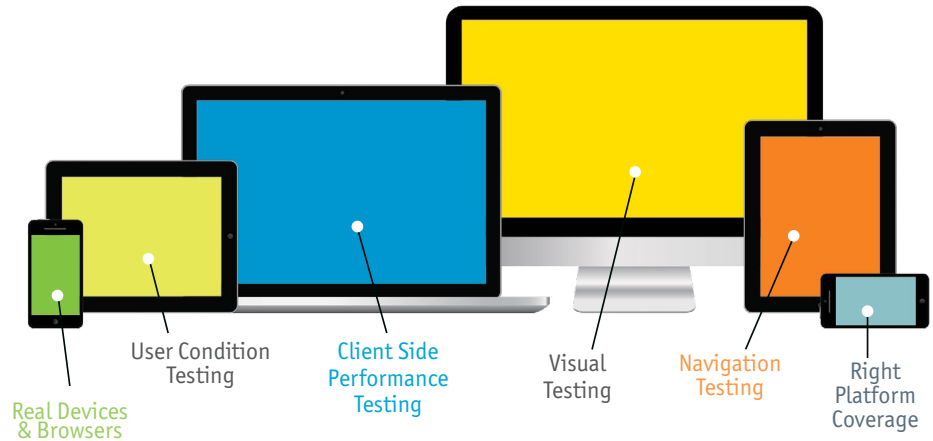 User Condition
Testing
Client Side
Performance
Testing
Visual
Testing
Navigation
Testing
Right
Platform
Coverage
Real Devices
& Browsers